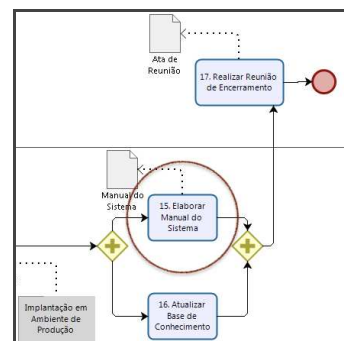 Ata de
Reunião
17. Realizar Reunião
de Encerramento
Manual do
Sistema
15. Elaborar
Manual do
Sistema
16. Atualizar
Base de
Conhecimento
Implantação em
Ambiente de
Produção